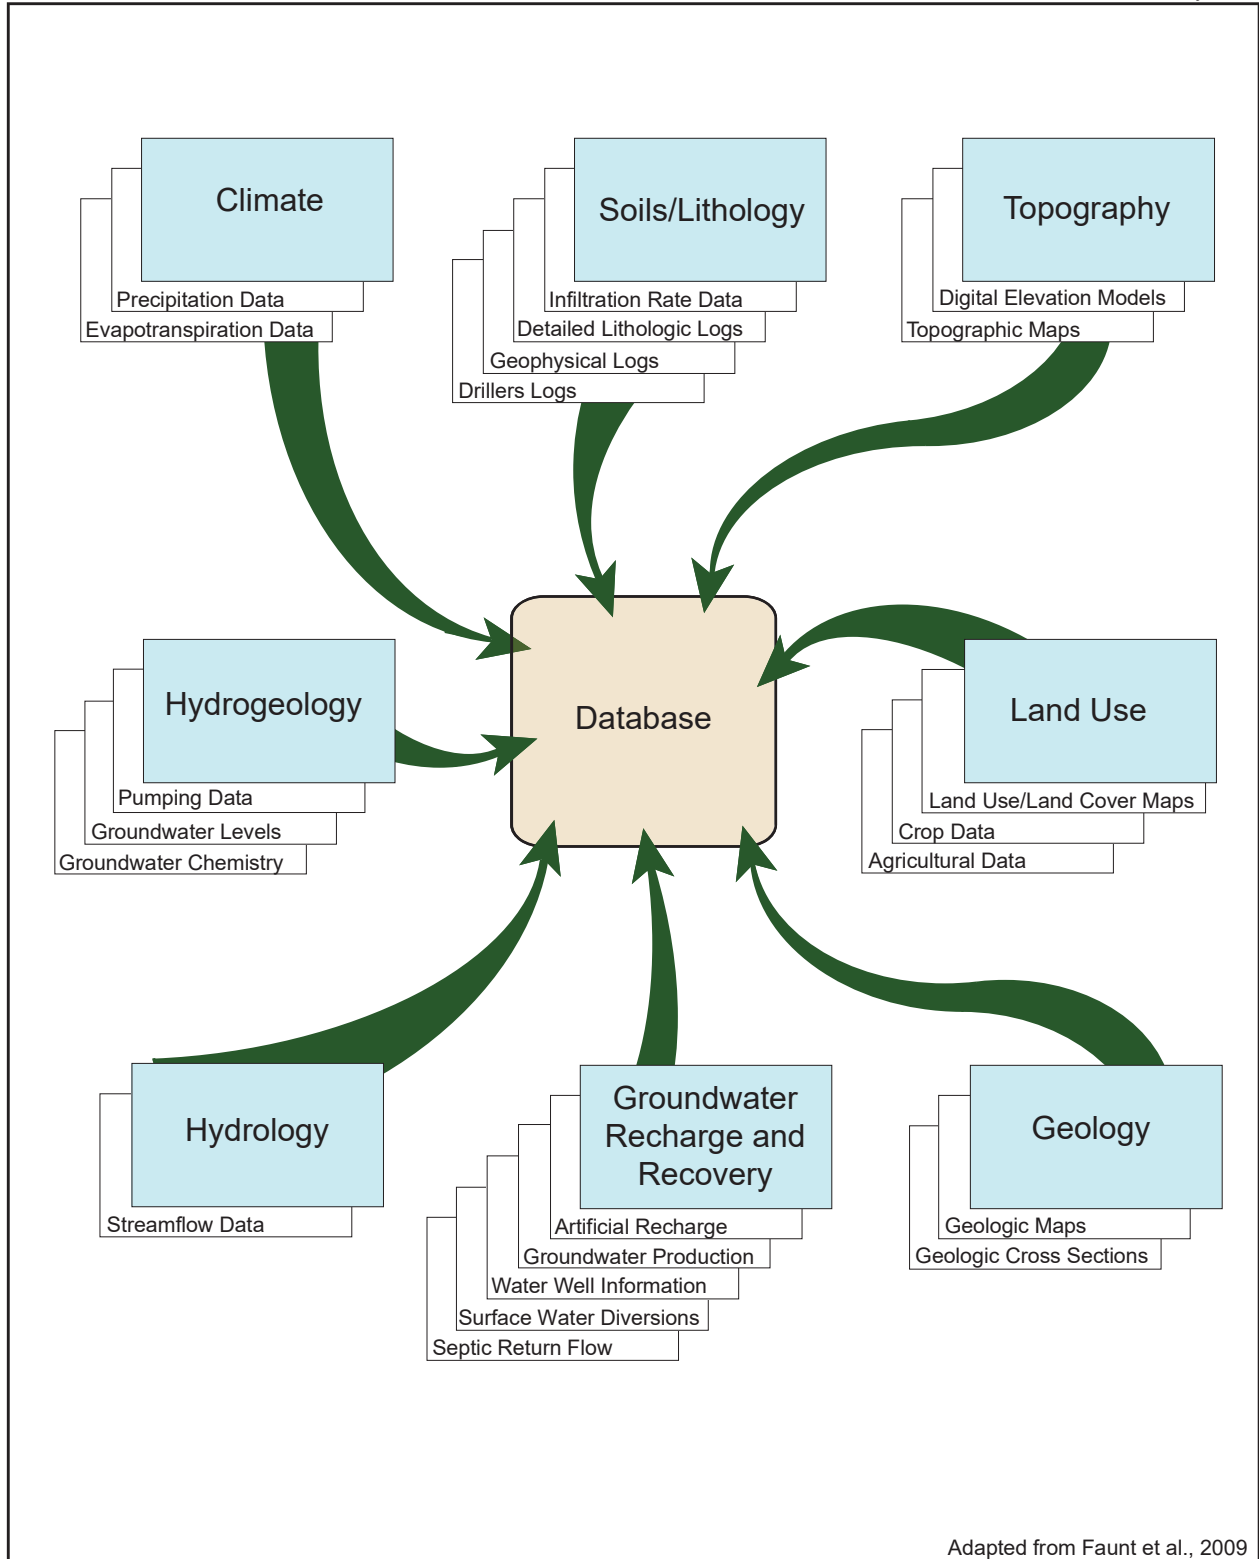 Climate
Precipitation Data
Evapotranspiration Data
Soils/Lithology
Infiltration Rate Data
Detailed Lithologic Logs
Geophysical Logs
Drillers Logs
Topography
Digital Elevation Models
Topographic Maps
Hydrogeology
Pumping Data
Groundwater Levels
Groundwater Chemistry
Database
Land Use
Land Use/Land Cover Maps
Crop Data
Agricultural Data
Hydrology
Streamflow Data
Groundwater
Recharge and
Recovery
Artificial Recharge
Groundwater Production
Water Well Information
Surface Water Diversions
Septic Return Flow
Geology
Geologic Maps
Geologic Cross Sections
Adapted from Faunt et al., 2009